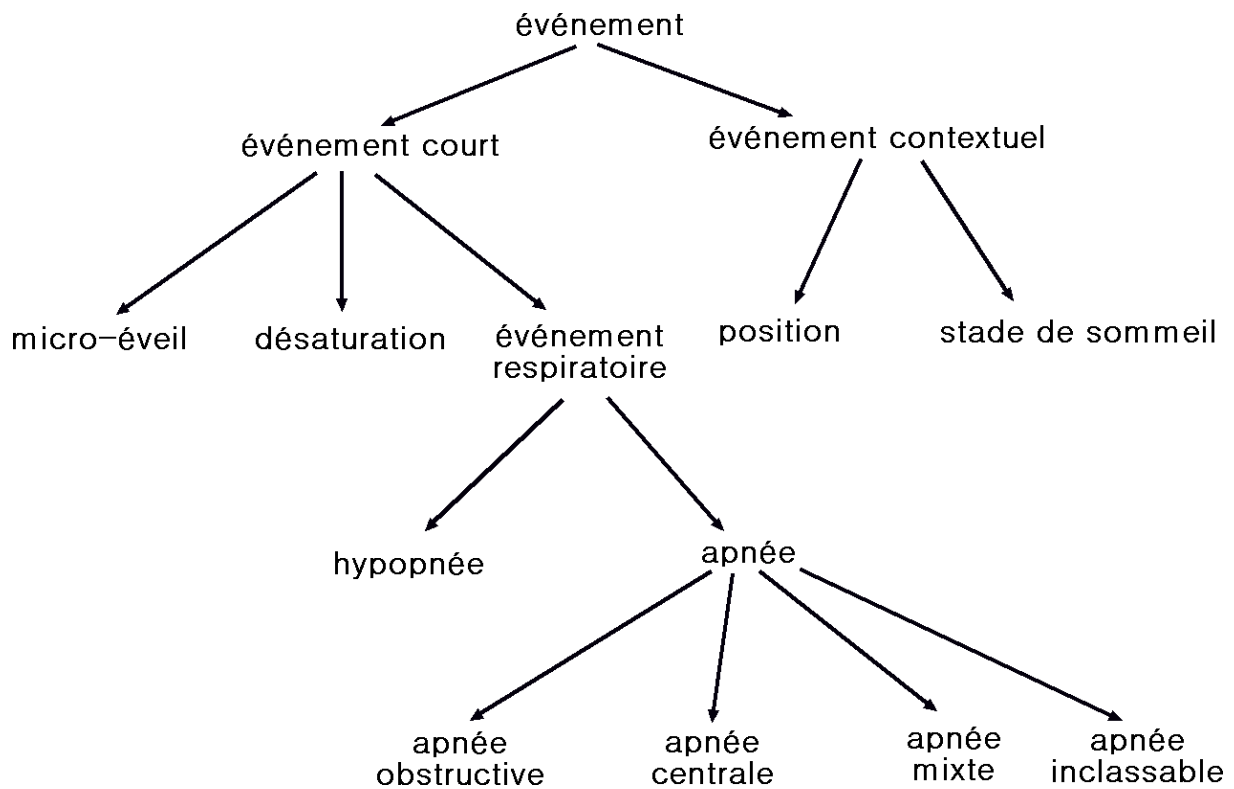 événement
événement court
événement contextuel
micro-éveil
désaturation
événement
respiratoire
position
stade de sommeil
hypopnée
apnée
apnée
obstructive
apnée
centrale
apnée
mixte
apnée
inclassable